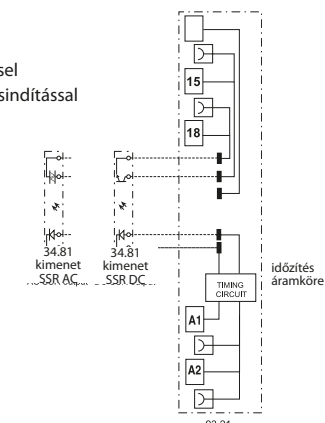 sel
sindítással
15
18
34.81
kimenet
SSR AC
34.81
kimenet
SSR DC
időzítés
áramköre
TIMING
CIRCUIT
A1
A2